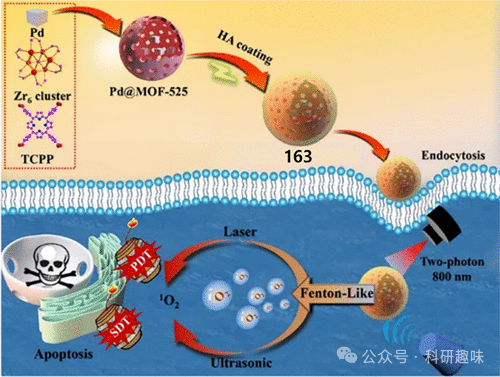 Pd
Zr6 cluster
TCPP
Pd@MOF-525
HA coating
163
Endocytosis
Laser
Two-photon
800 nm
PDT
¹O₂
Fenton-Like
SDT
Apoptosis
Ultrasonic
公众号 · 科研趣味